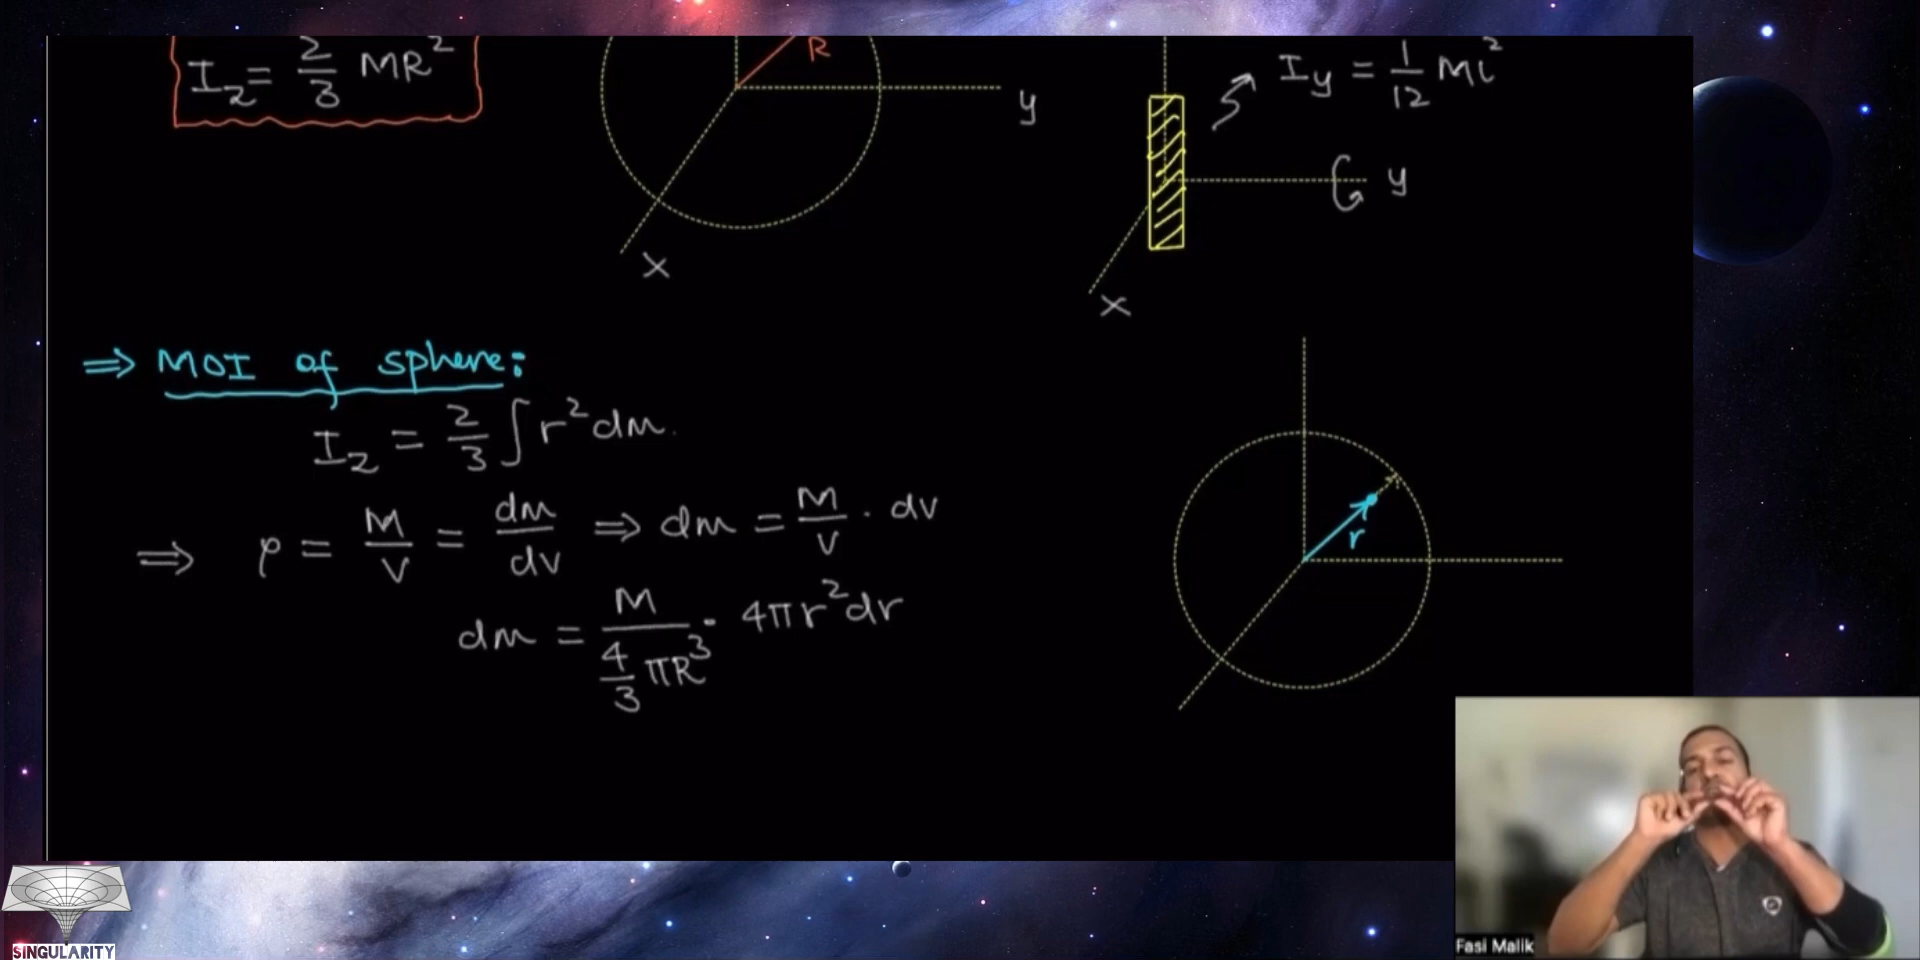 I_z = 2/3 MR²
R
y
x
I_y = 1/12 Ml²
y
x
⇒ MOI of sphere:
I_z = 2/3 ∫ r² dm.
⇒ ρ = M/V = dm/dv ⇒ dm = M/V . dv
dm = M / (4/3 πR³) . 4πr² dr
r
Fasi Malik
SINGULARITY